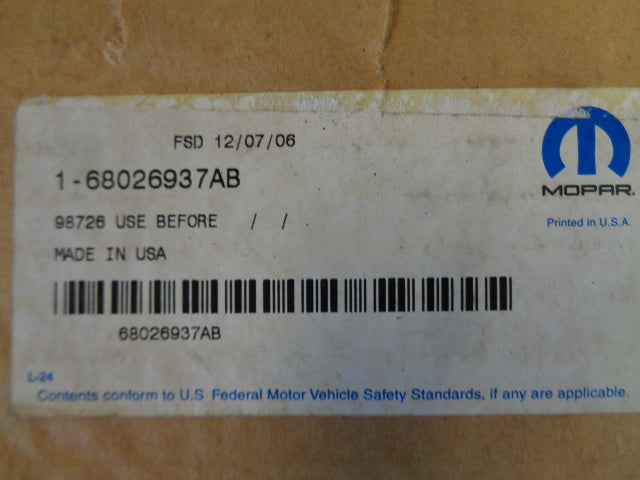 FSD 12/07/06
1-68026937AB
MOPAR.
98726 USE BEFORE / /
Printed in U.S.A.
MADE IN USA
68026937AB
L-24
Contents conform to U.S Federal Motor Vehicle Safety Standards, if any are applicable.